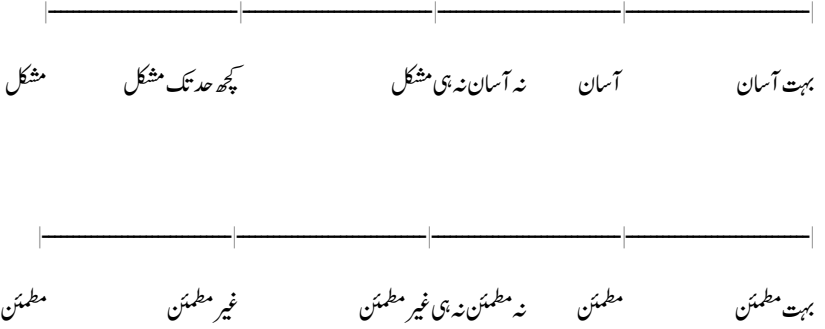 بہت آسان آسان نہ آسان نہ ہی مشکل کچھ حد تک مشکل مشکل
بہت مطمئن مطمئن نہ مطمئن نہ ہی غیر مطمئن غیر مطمئن مطمئن